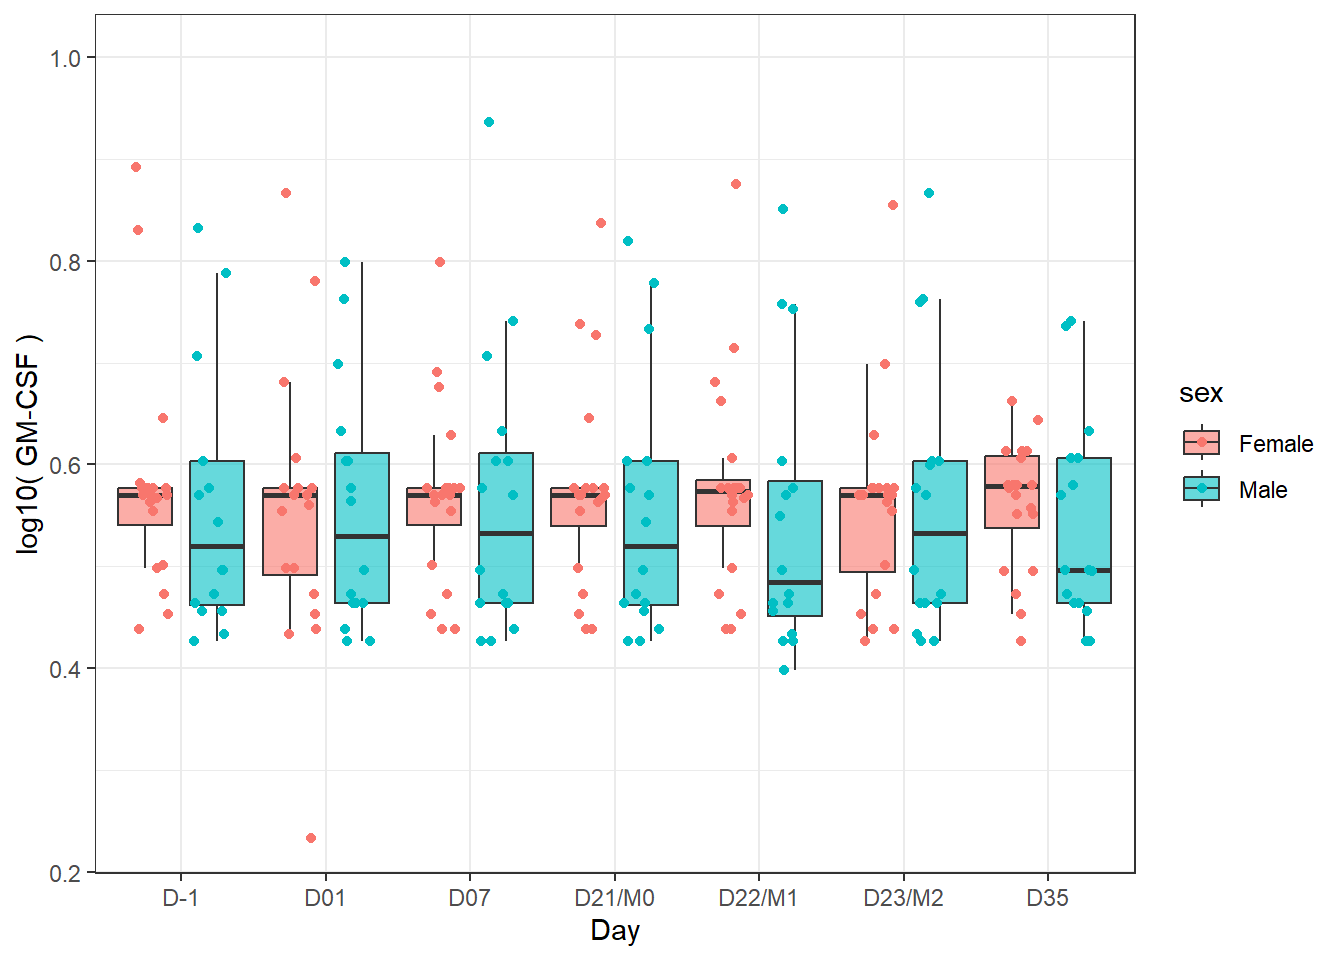 1.0
0.8
0.6
0.4
0.2
log10( GM-CSF )
D-1 D01 D07 D21/M0 D22/M1 D23/M2 D35
Day
sex
Female
Male